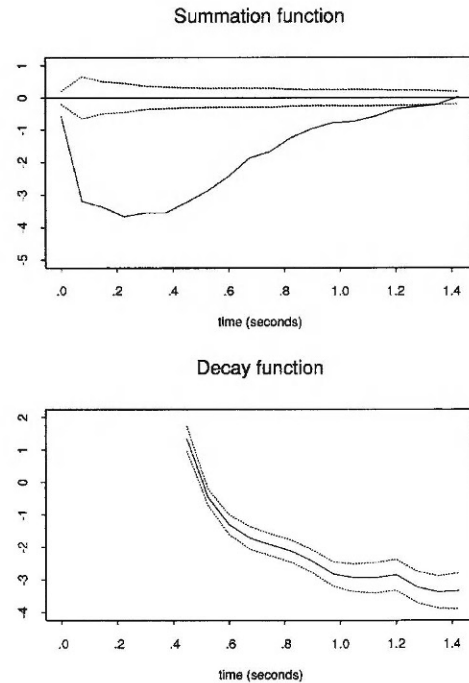 Summation function
1
0
-1
-2
-3
-4
-5
.0 .2 .4 .6 .8 1.0 1.2 1.4
time (seconds)
Decay function
2
1
0
-1
-2
-3
-4
.0 .2 .4 .6 .8 1.0 1.2 1.4
time (seconds)